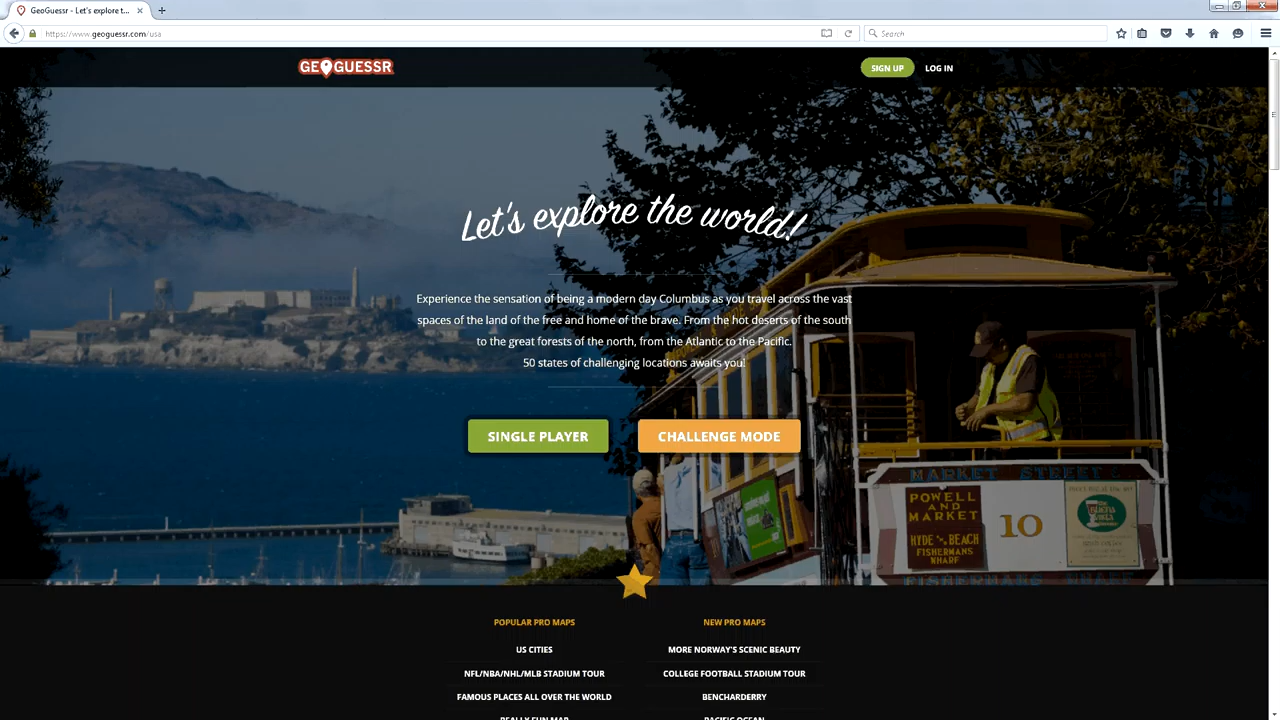 GeoGuessr - Let's explore t...
https://www.geoguessr.com/usa
Search
GEOGUESSR
SIGN UP
LOG IN
Let's explore the world!
Experience the sensation of being a modern day Columbus as you travel across the vast
spaces of the land of the free and home of the brave. From the hot deserts of the south
to the great forests of the north, from the Atlantic to the Pacific.
50 states of challenging locations awaits you!
SINGLE PLAYER
CHALLENGE MODE
MARKET STREET
POWELL
AND
MARKET
HYDE
BEACH
FISHERMANS
WHARF
10
FISHERMANS WHARF
POPULAR PRO MAPS
US CITIES
NFL/NBA/NHL/MLB STADIUM TOUR
FAMOUS PLACES ALL OVER THE WORLD
REALLY FUN MAP
NEW PRO MAPS
MORE NORWAY'S SCENIC BEAUTY
COLLEGE FOOTBALL STADIUM TOUR
BENCHARDERRY
PACIFIC OCEAN